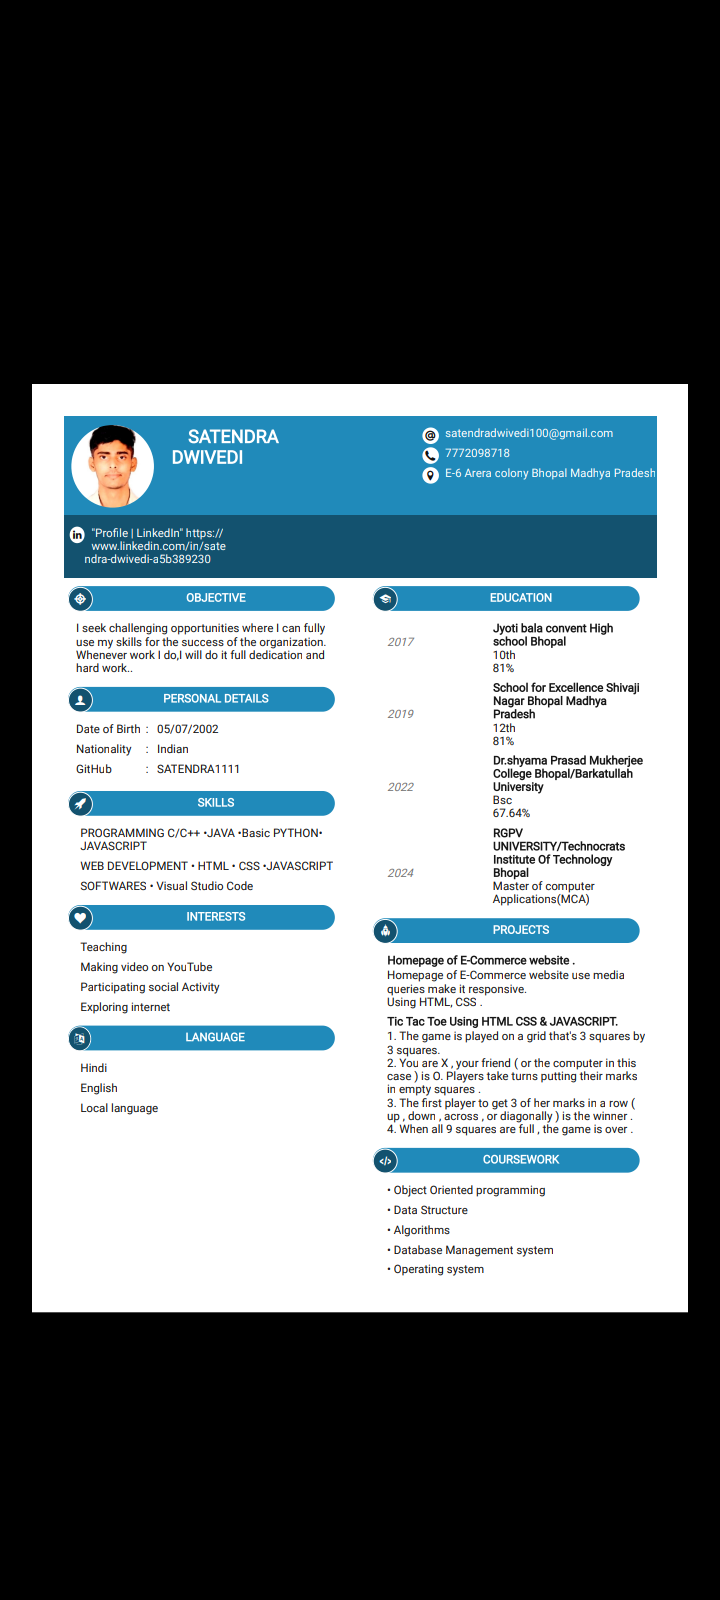 SATENDRA
DWIVEDI
satendradwivedi100@gmail.com
7772098718
E-6 Arera colony Bhopal Madhya Pradesh
"Profile | LinkedIn" https://
www.linkedin.com/in/sate
ndra-dwivedi-a5b389230
OBJECTIVE
I seek challenging opportunities where I can fully
use my skills for the success of the organization.
Whenever work I do,I will do it full dedication and
hard work..
PERSONAL DETAILS
Date of Birth : 05/07/2002
Nationality : Indian
GitHub : SATENDRA1111
SKILLS
PROGRAMMING C/C++ •JAVA •Basic PYTHON•
JAVASCRIPT
WEB DEVELOPMENT • HTML • CSS •JAVASCRIPT
SOFTWARES • Visual Studio Code
INTERESTS
Teaching
Making video on YouTube
Participating social Activity
Exploring internet
LANGUAGE
Hindi
English
Local language
EDUCATION
Jyoti bala convent High
2017 school Bhopal
10th
81%
School for Excellence Shivaji
Nagar Bhopal Madhya
2019 Pradesh
12th
81%
Dr.shyama Prasad Mukherjee
College Bhopal/Barkatullah
2022 University
Bsc
67.64%
RGPV
UNIVERSITY/Technocrats
Institute Of Technology
2024 Bhopal
Master of computer
Applications(MCA)
PROJECTS
Homepage of E-Commerce website .
Homepage of E-Commerce website use media
queries make it responsive.
Using HTML, CSS .
Tic Tac Toe Using HTML CSS & JAVASCRIPT.
1. The game is played on a grid that's 3 squares by
3 squares.
2. You are X , your friend ( or the computer in this
case ) is O. Players take turns putting their marks
in empty squares .
3. The first player to get 3 of her marks in a row (
up , down , across , or diagonally ) is the winner .
4. When all 9 squares are full , the game is over .
COURSEWORK
• Object Oriented programming
• Data Structure
• Algorithms
• Database Management system
• Operating system